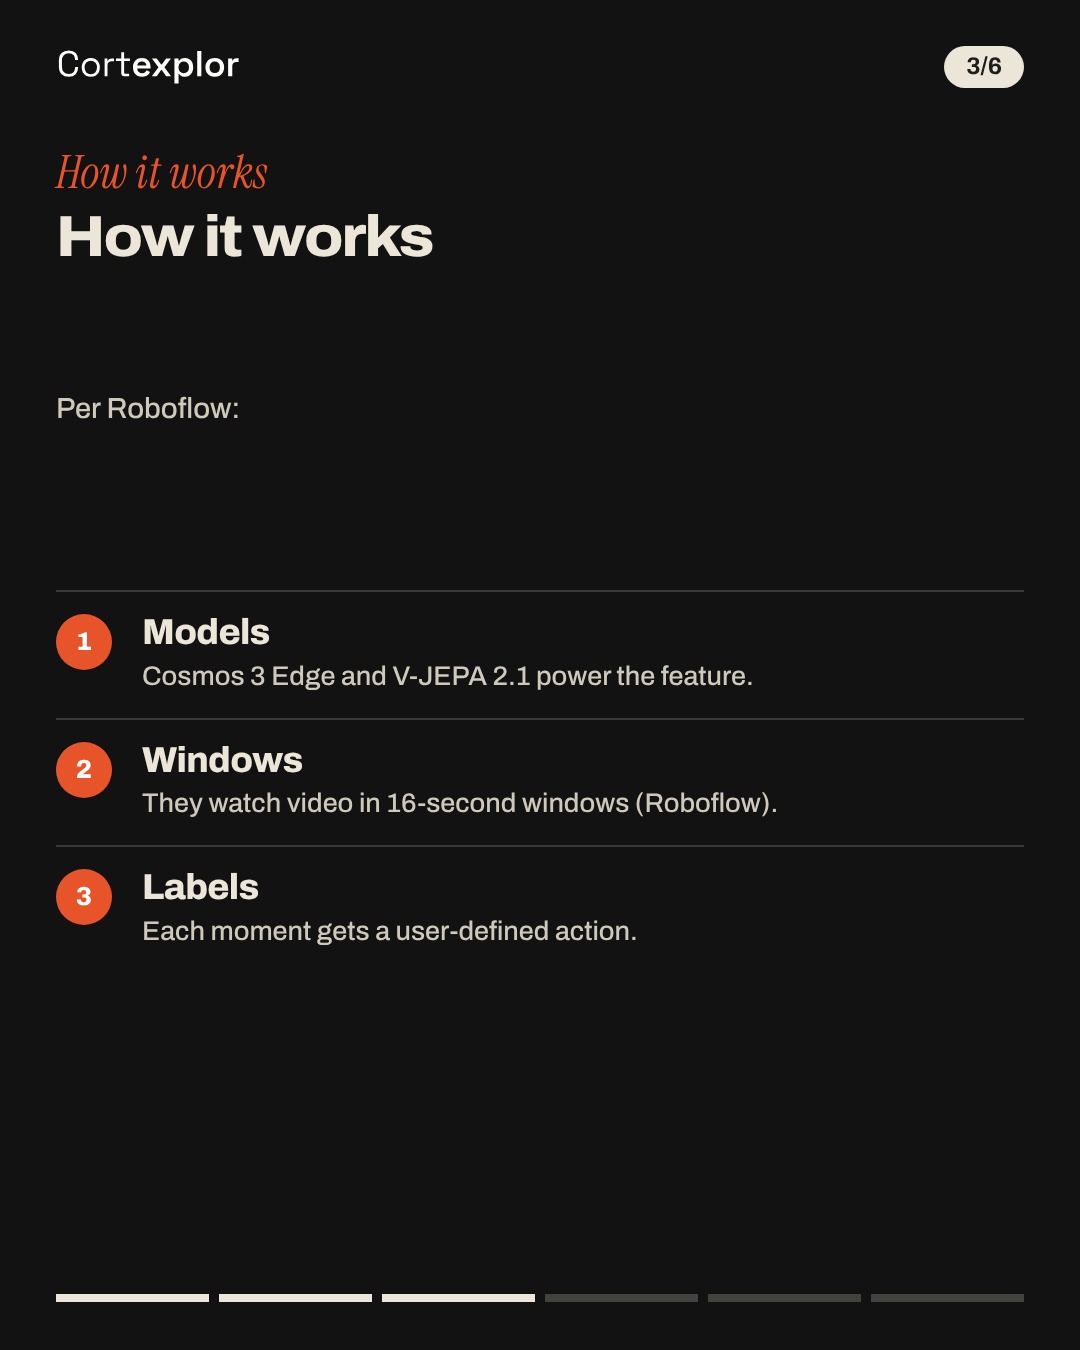 Cortexplor
3/6
How it works
How it works
Per Roboflow:
1
Models
Cosmos 3 Edge and V-JEPA 2.1 power the feature.
2
Windows
They watch video in 16-second windows (Roboflow).
3
Labels
Each moment gets a user-defined action.